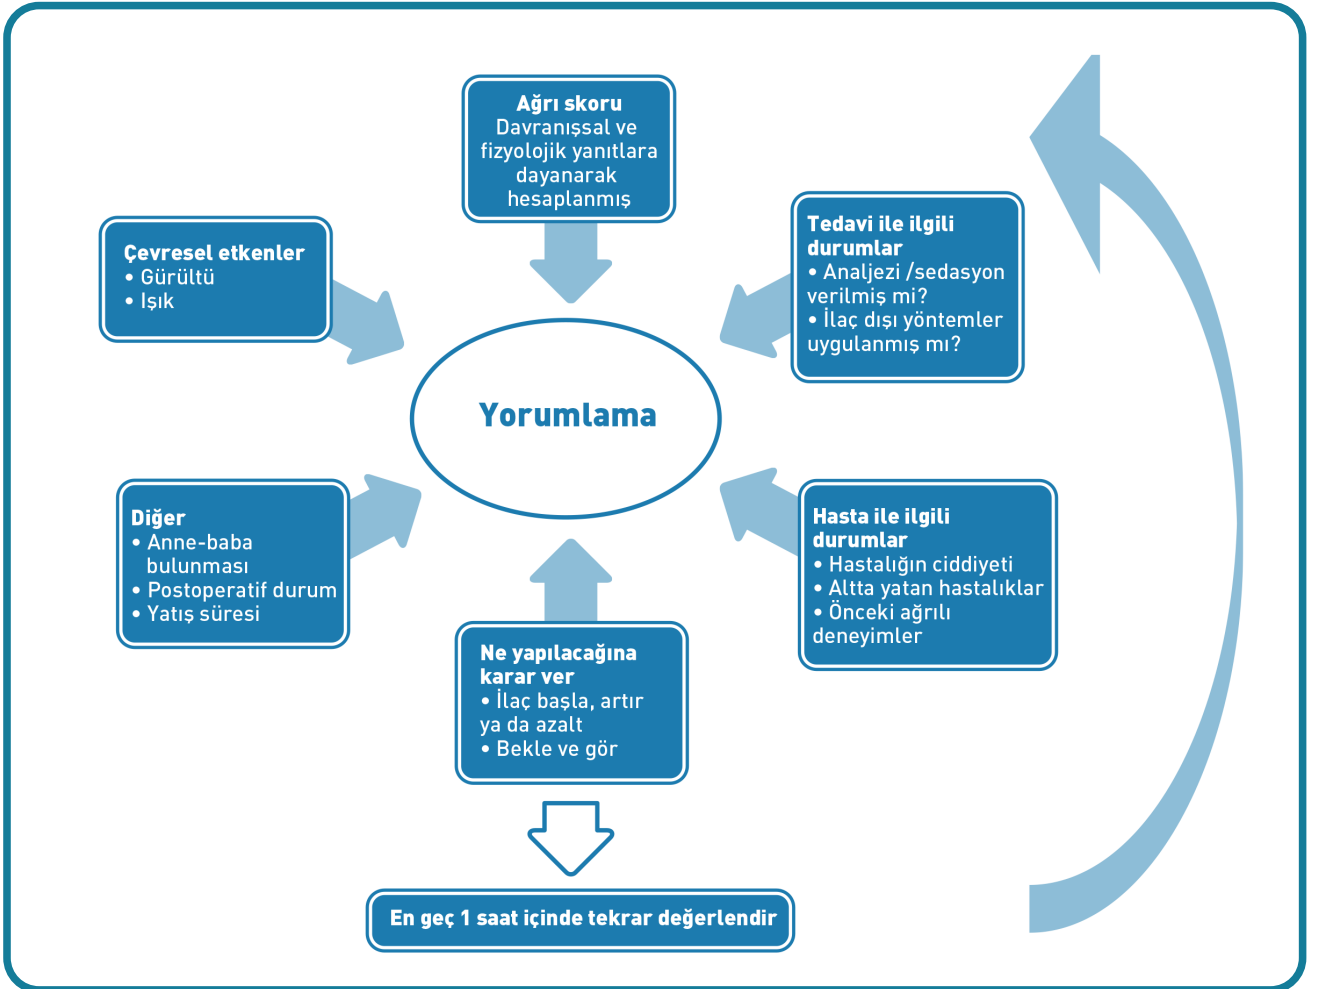 Ağrı skoru
Davranışsal ve
fizyolojik yanıtlara
dayanarak
hesaplanmış
Çevresel etkenler
• Gürültü
• Işık
Tedavi ile ilgili
durumlar
• Analjezi /sedasyon
verilmiş mi?
• İlaç dışı yöntemler
uygulanmış mı?
Yorumlama
Diğer
• Anne-baba
bulunması
• Postoperatif durum
• Yatış süresi
Hasta ile ilgili
durumlar
• Hastalığın ciddiyeti
• Altta yatan hastalıklar
• Önceki ağrılı
deneyimler
Ne yapılacağına
karar ver
• İlaç başla, artır
ya da azalt
• Bekle ve gör
En geç 1 saat içinde tekrar değerlendir